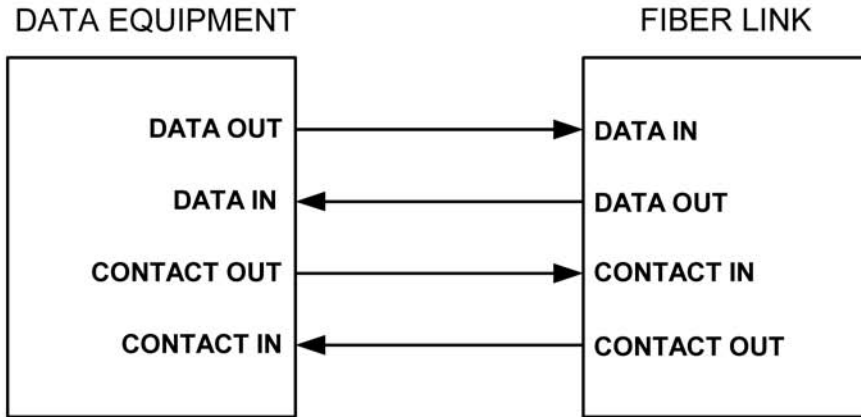 DATA EQUIPMENT
FIBER LINK
DATA OUT
DATA IN
DATA IN
DATA OUT
CONTACT OUT
CONTACT IN
CONTACT IN
CONTACT OUT